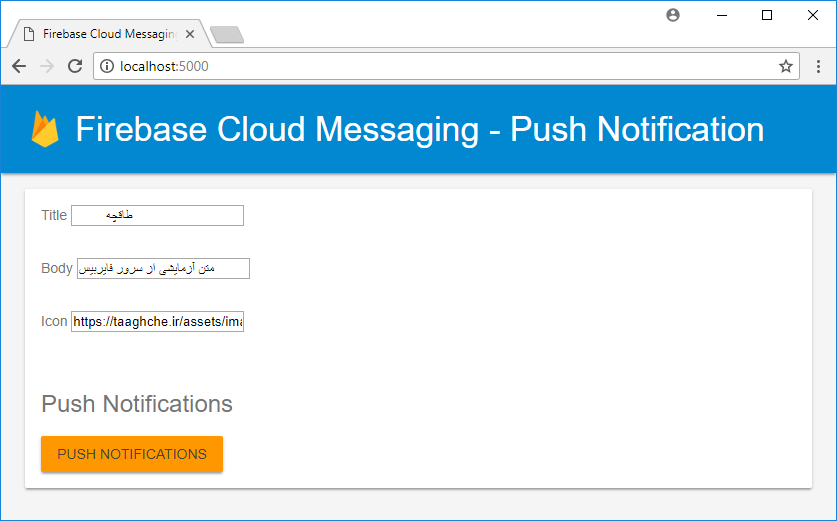 Firebase Cloud Messaging
localhost:5000
Firebase Cloud Messaging - Push Notification
Title طاقچه
Body متن آزمایشی از سرور فایربیس
Icon https://taaghche.ir/assets/ima
Push Notifications
PUSH NOTIFICATIONS